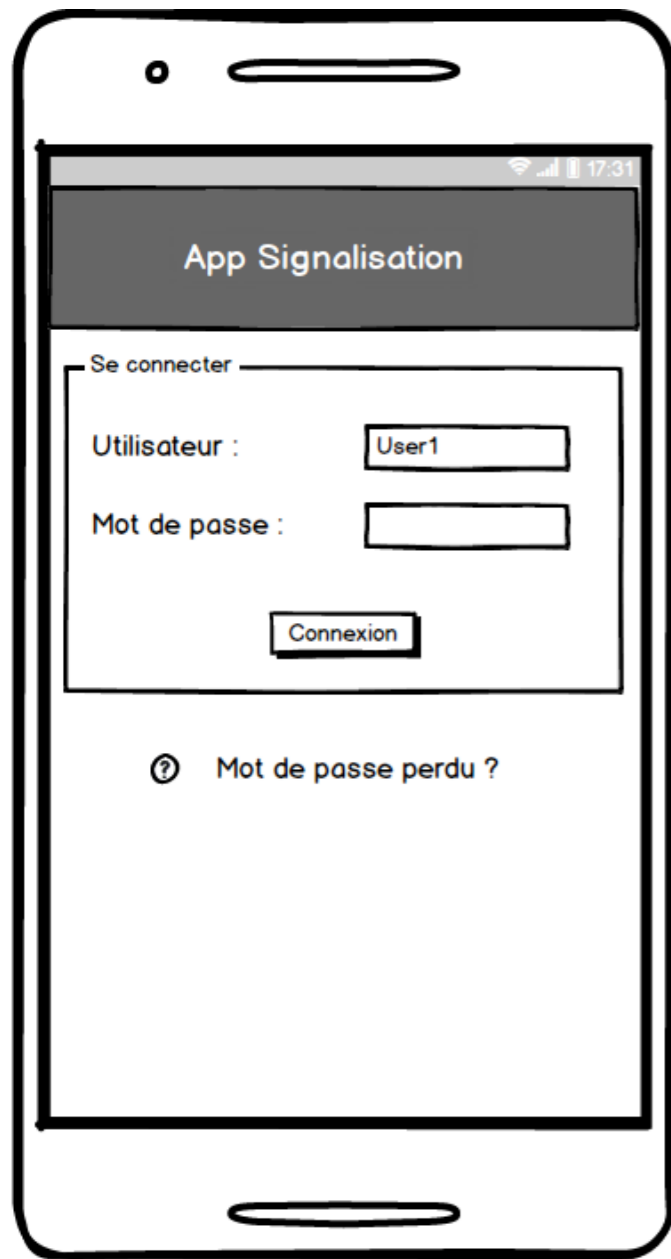 17:31
App Signalisation
Se connecter
Utilisateur : User1
Mot de passe :
Connexion
? Mot de passe perdu ?